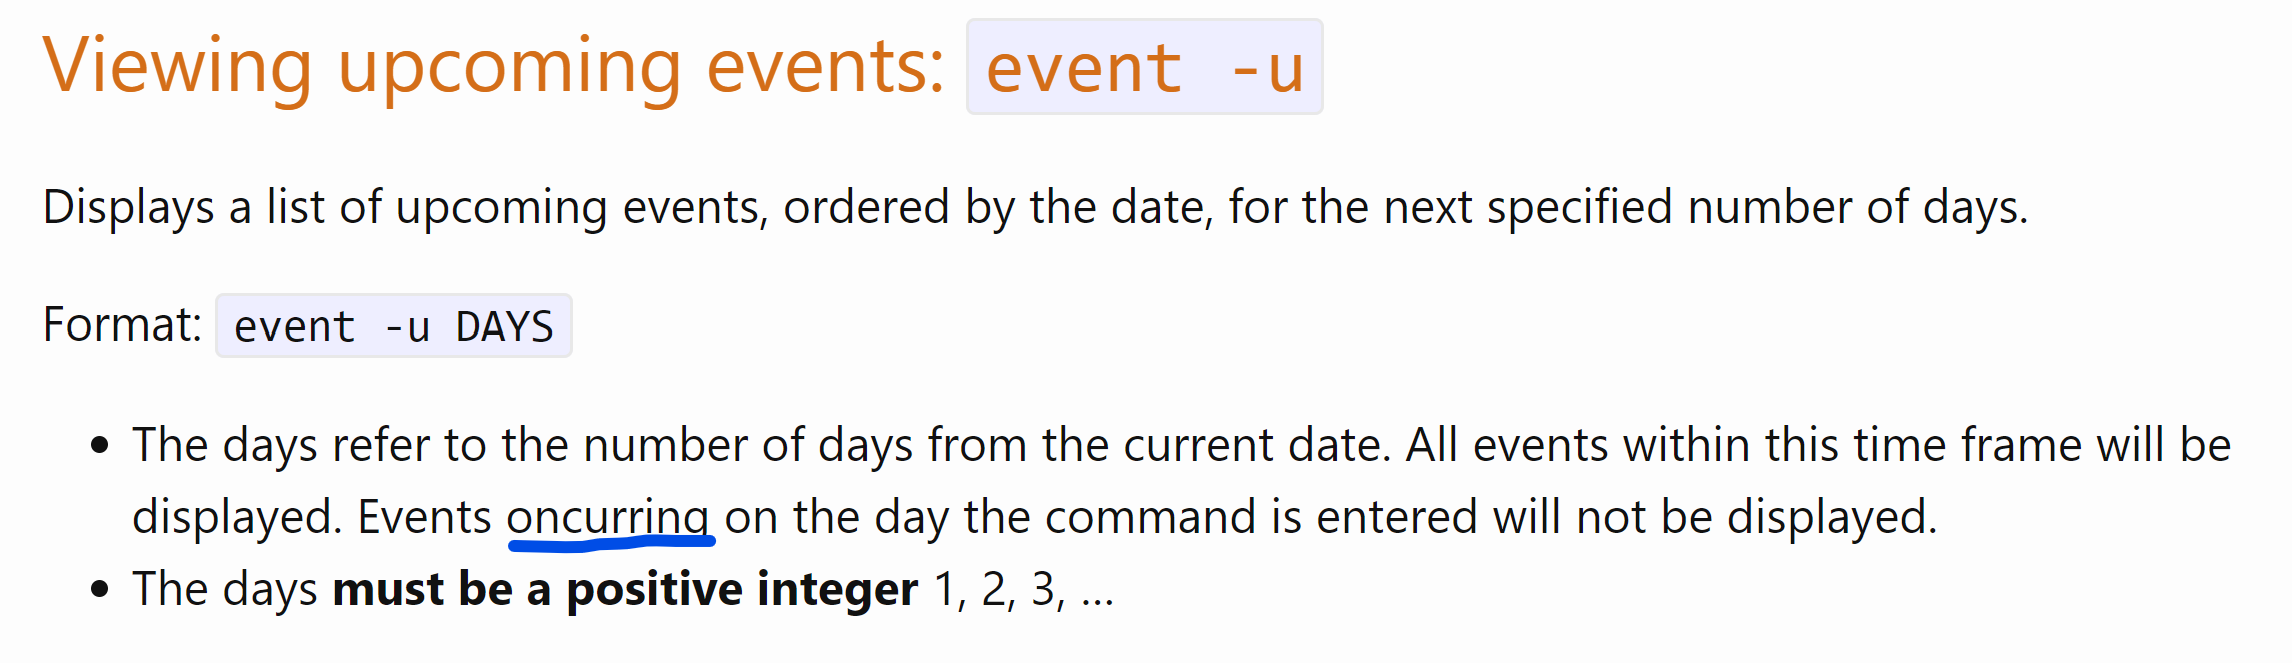 Viewing upcoming events: event -u
Displays a list of upcoming events, ordered by the date, for the next specified number of days.
Format: event -u DAYS
• The days refer to the number of days from the current date. All events within this time frame will be
displayed. Events oncurring on the day the command is entered will not be displayed.
• The days must be a positive integer 1, 2, 3, ...